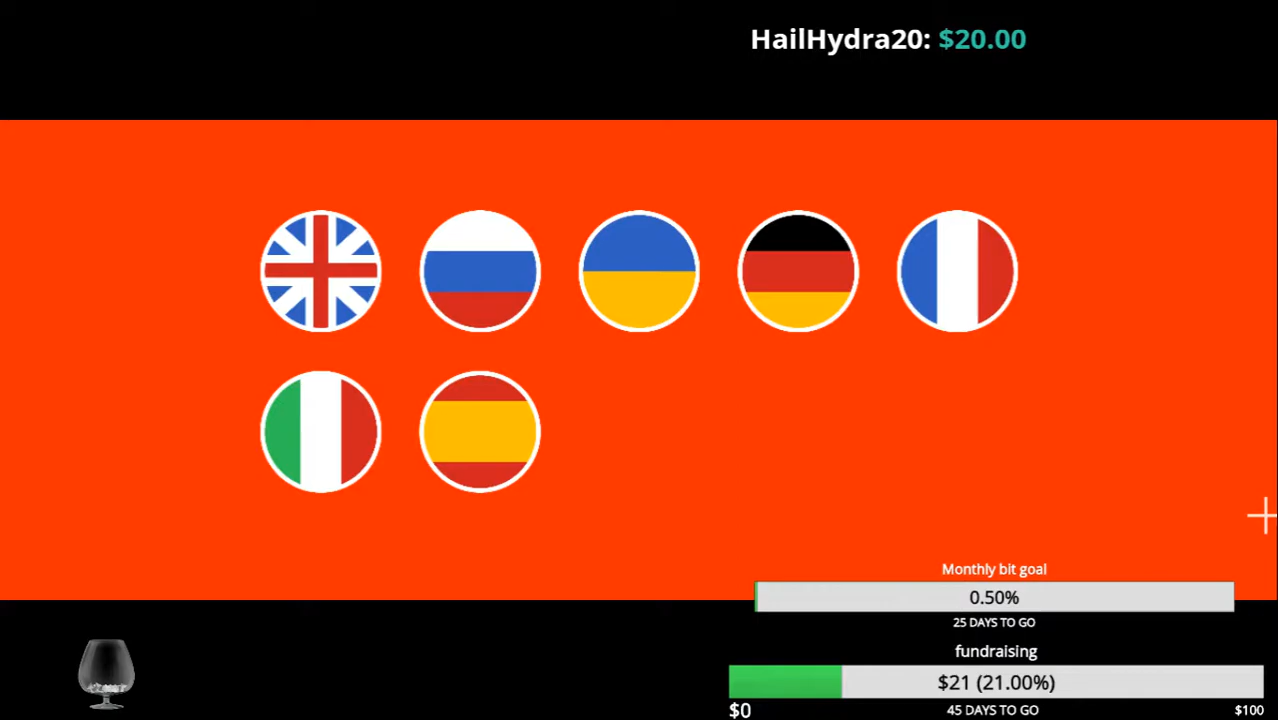 HailHydra20: $20.00
Monthly bit goal
0.50%
25 DAYS TO GO
fundraising
$21 (21.00%)
$0 45 DAYS TO GO $100